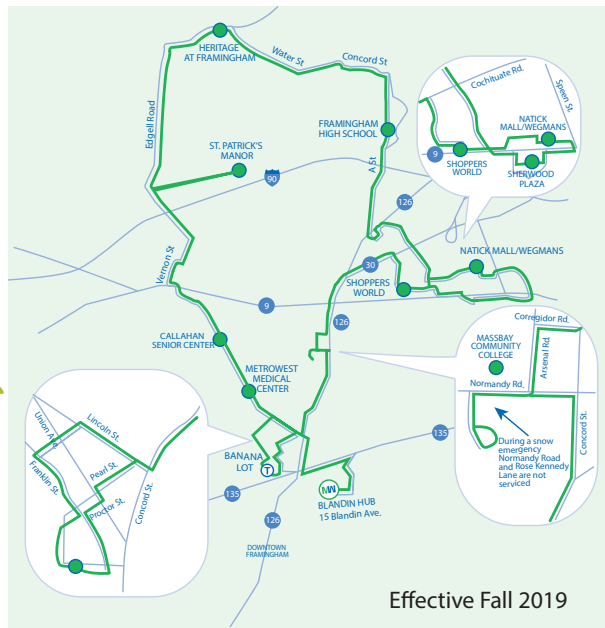 HERITAGE
AT FRAMINGHAM
Water St
Concord St
Edgell Road
ST. PATRICK'S
MANOR
90
FRAMINGHAM
HIGH SCHOOL
A St
126
Cochituate Rd.
Speen St.
NATICK
MALL/WEGMANS
9
SHOPPERS
WORLD
SHERWOOD
PLAZA
Vernon St
30
NATICK MALL/WEGMANS
SHOPPERS
WORLD
9
126
CALLAHAN
SENIOR CENTER
METROWEST
MEDICAL
CENTER
Corregidor Rd.
MASSBAY
COMMUNITY
COLLEGE
Arsenal Rd.
Normandy Rd.
Concord St.
During a snow
emergency
Normandy Road
and Rose Kennedy
Lane are not
serviced
Lincoln St.
Union Ave.
Pearl St.
Franklin St.
Proctor St.
Concord St.
BANANA
LOT
T
135
135
W
BLANDIN HUB
15 Blandin Ave.
126
DOWNTOWN
FRAMINGHAM
Effective Fall 2019